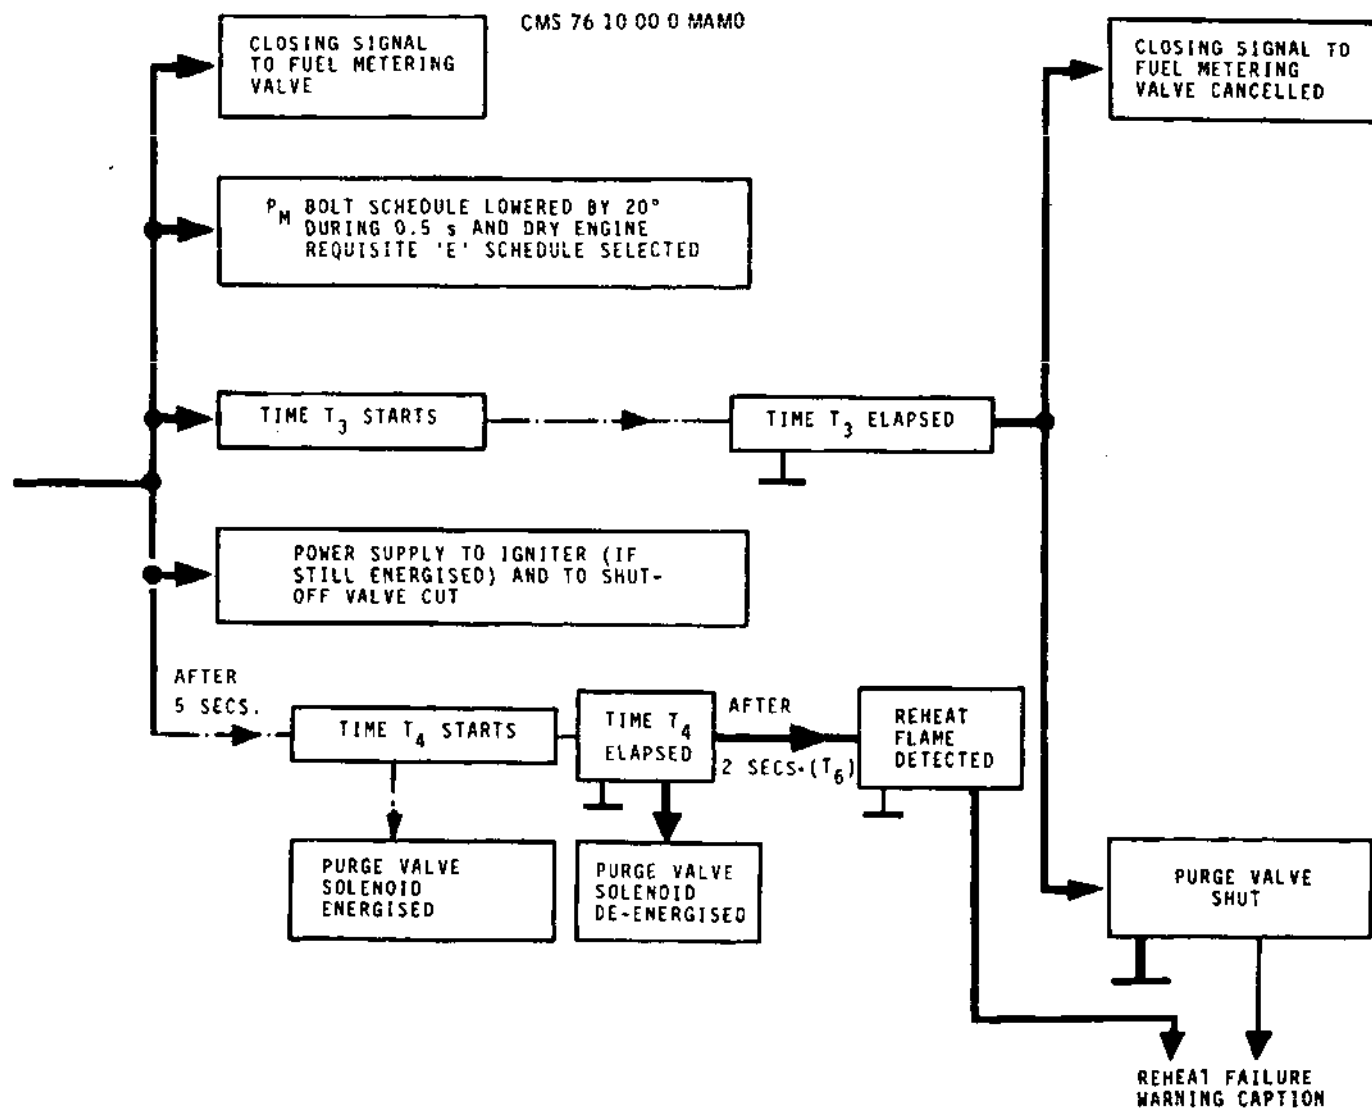 CMS 76 10 00 0 MAM0
CLOSING SIGNAL
TO FUEL METERING
VALVE
CLOSING SIGNAL TO
FUEL METERING
VALVE CANCELLED
PM BOLT SCHEDULE LOWERED BY 20°
DURING 0.5 s AND DRY ENGINE
REQUISITE 'E' SCHEDULE SELECTED
TIME T3 STARTS
TIME T3 ELAPSED
POWER SUPPLY TO IGNITER (IF
STILL ENERGISED) AND TO SHUT-
OFF VALVE CUT
AFTER
5 SECS.
TIME T4 STARTS
TIME T4
ELAPSED
AFTER
2 SECS.(T6)
REHEAT
FLAME
DETECTED
PURGE VALVE
SOLENOID
ENERGISED
PURGE VALVE
SOLENOID
DE-ENERGISED
PURGE VALVE
SHUT
REHEAT FAILURE
WARNING CAPTION